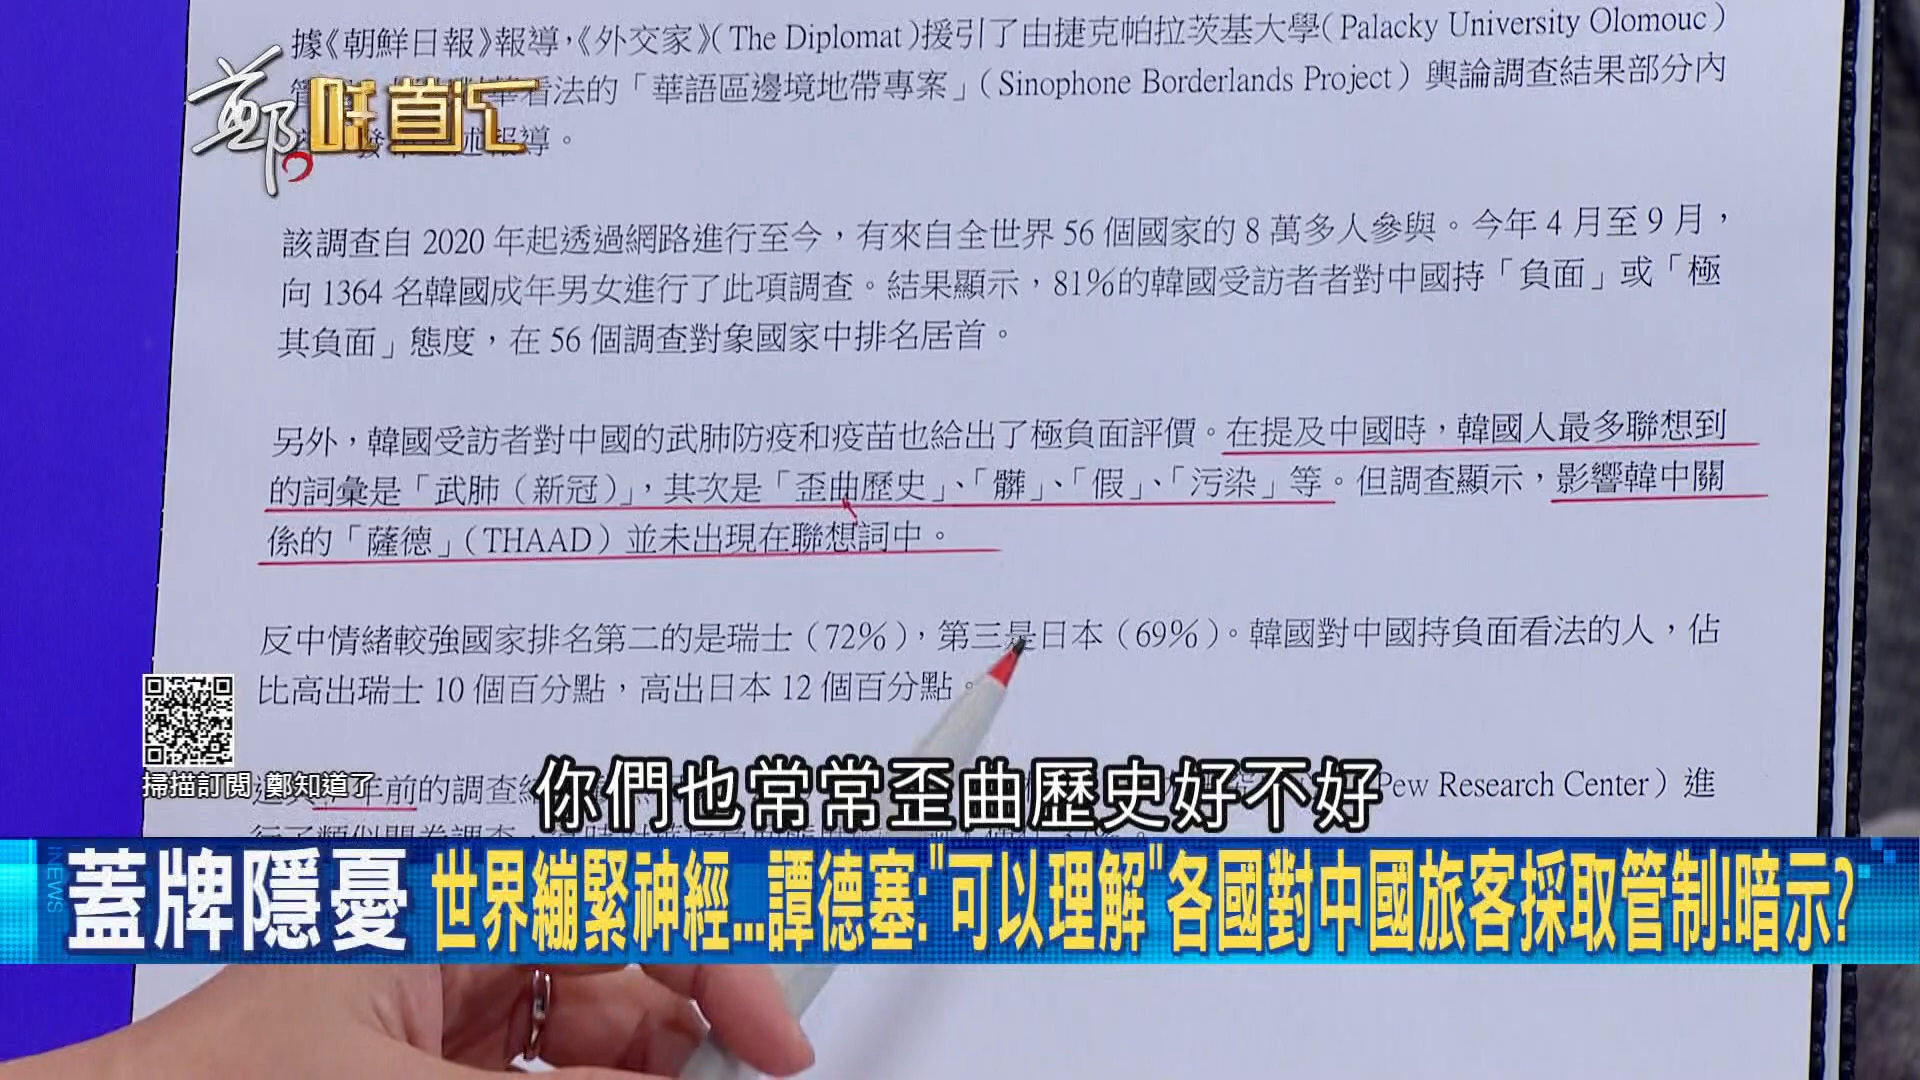 據《朝鮮日報》報導，《外交家》（The Diplomat）援引了由捷克帕拉茨基大學（Palacky University Olomouc）
看法的「華語區邊境地帶專案」（Sinophone Borderlands Project）輿論調查結果部分內
述報導。
鄭旺首汇
該調查自 2020 年起透過網路進行至今，有來自全世界 56 個國家的 8 萬多人參與。今年 4 月至 9 月，
向 1364 名韓國成年男女進行了此項調查。結果顯示，81%的韓國受訪者者對中國持「負面」或「極
其負面」態度，在 56 個調查對象國家中排名居首。
另外，韓國受訪者對中國的武肺防疫和疫苗也給出了極負面評價。在提及中國時，韓國人最多聯想到
的詞彙是「武肺（新冠）」，其次是「歪曲歷史」、「髒」、「假」、「污染」等。但調查顯示，影響韓中關
係的「薩德」（THAAD）並未出現在聯想詞中。
反中情緒較強國家排名第二的是瑞士（72%），第三是日本（69%）。韓國對中國持負面看法的人，佔
比高出瑞士 10 個百分點，高出日本 12 個百分點。
年前的調查
Pew Research Center）進
掃描訂閱 鄭知道了
你們也常常歪曲歷史好不好
iNEWS
蓋牌隱憂
世界繃緊神經...譚德塞:"可以理解"各國對中國旅客採取管制!暗示?